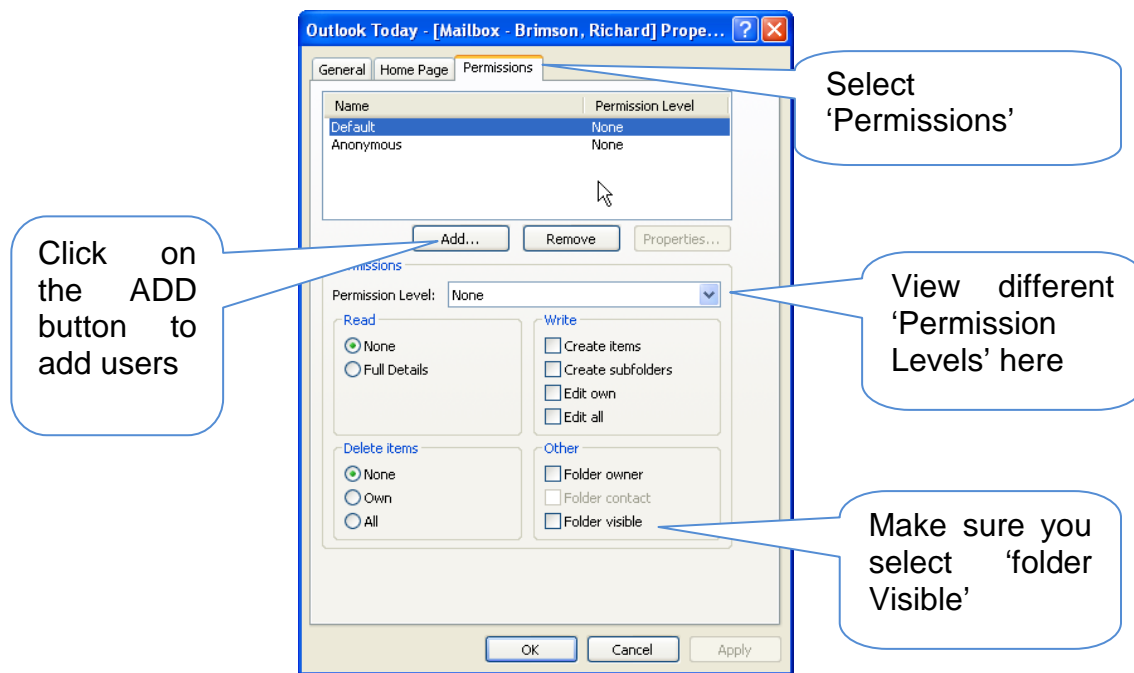 Outlook Today - [Mailbox - Brimson, Richard] Prope...
General Home Page Permissions
Select
‘Permissions’
Name Permission Level
Default None
Anonymous None
Add... Remove Properties...
Click on
the ADD
button to
add users
Permission Level: None
View different
‘Permission
Levels’ here
Read Write
None Create items
Full Details Create subfolders
Edit own
Edit all
Delete items Other
None Folder owner
Own Folder contact
All Folder visible
Make sure you
select ‘folder
Visible’
OK Cancel Apply